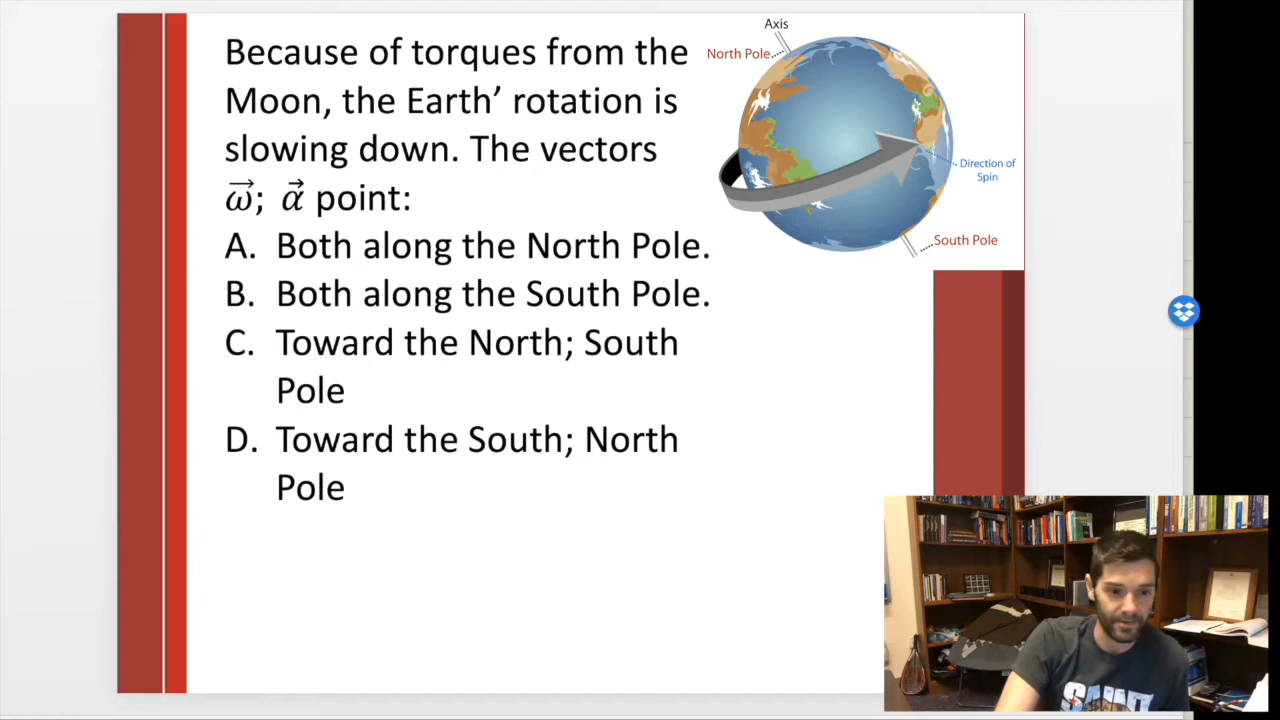 Because of torques from the
Moon, the Earth’ rotation is
slowing down. The vectors
ω⃗; α⃗ point:
A. Both along the North Pole.
B. Both along the South Pole.
C. Toward the North; South
Pole
D. Toward the South; North
Pole
Axis
North Pole
Direction of
Spin
South Pole
SAINT